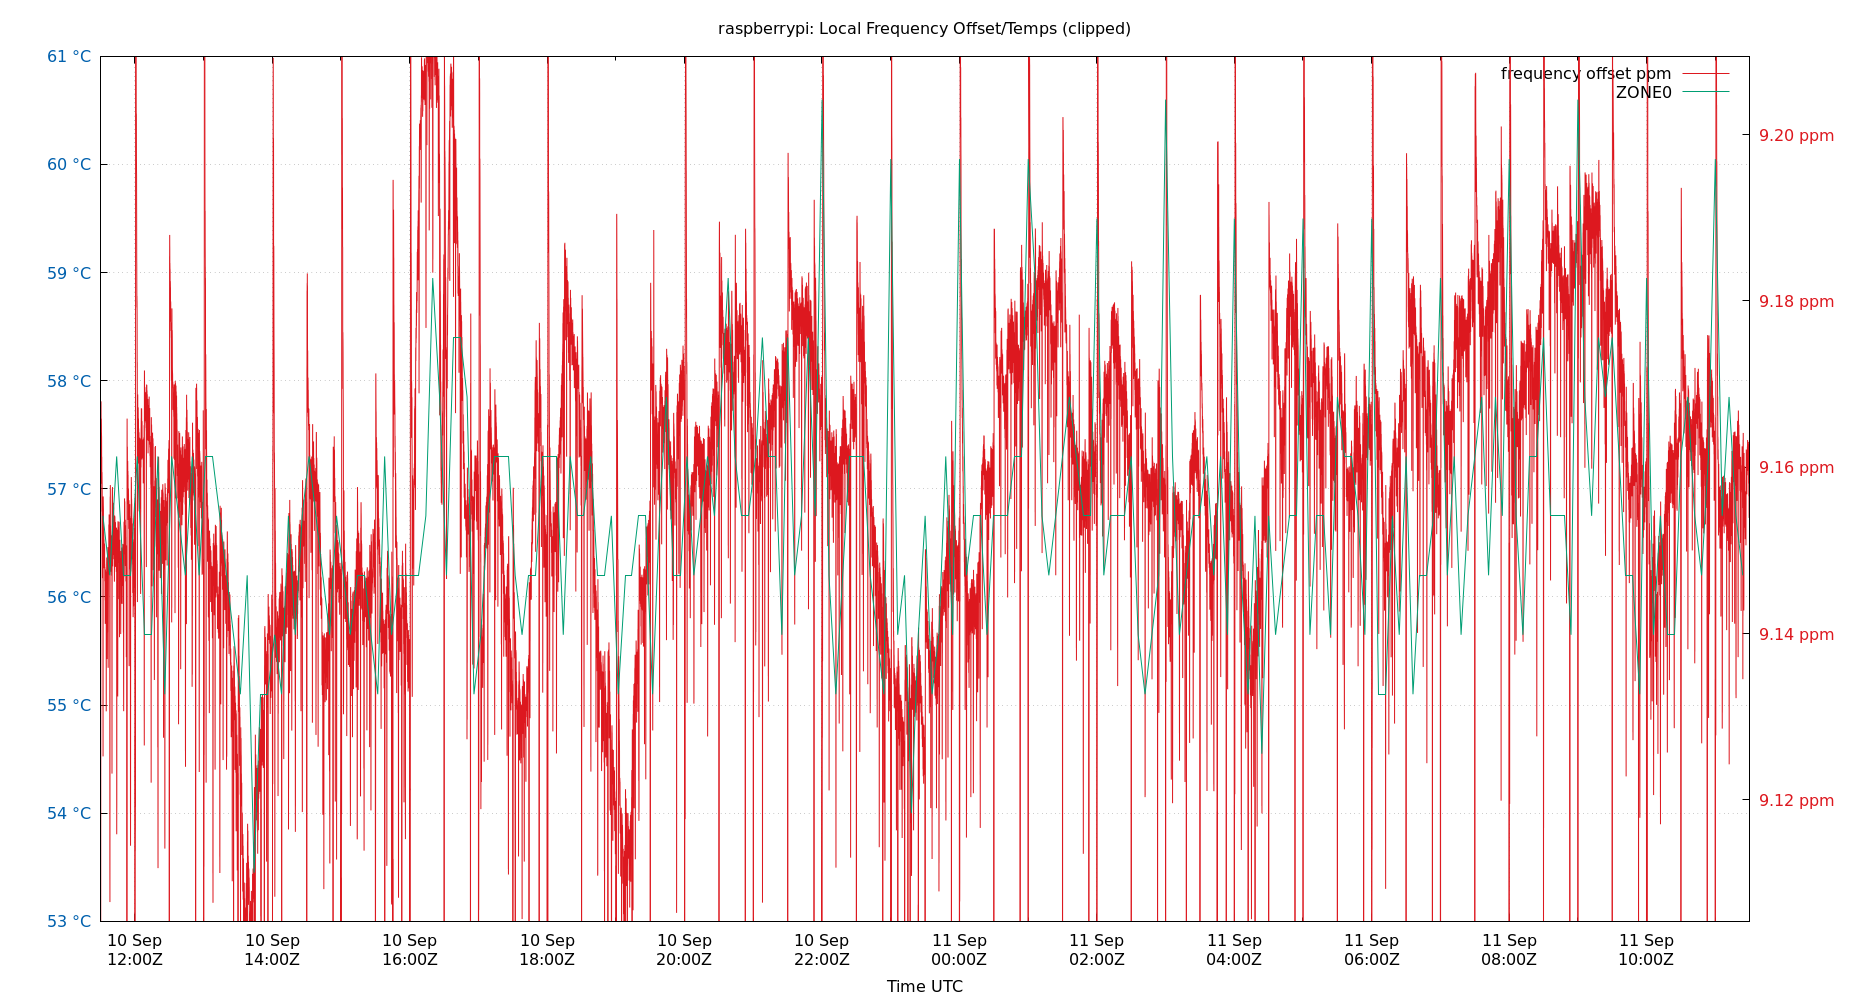 raspberrypi: Local Frequency Offset/Temps (clipped)
61 °C
60 °C
59 °C
58 °C
57 °C
56 °C
55 °C
54 °C
53 °C
frequency offset ppm
ZONE0
9.20 ppm
9.18 ppm
9.16 ppm
9.14 ppm
9.12 ppm
10 Sep 10 Sep 10 Sep 10 Sep 10 Sep 10 Sep 11 Sep 11 Sep 11 Sep 11 Sep 11 Sep 11 Sep
12:00Z 14:00Z 16:00Z 18:00Z 20:00Z 22:00Z 00:00Z 02:00Z 04:00Z 06:00Z 08:00Z 10:00Z
Time UTC